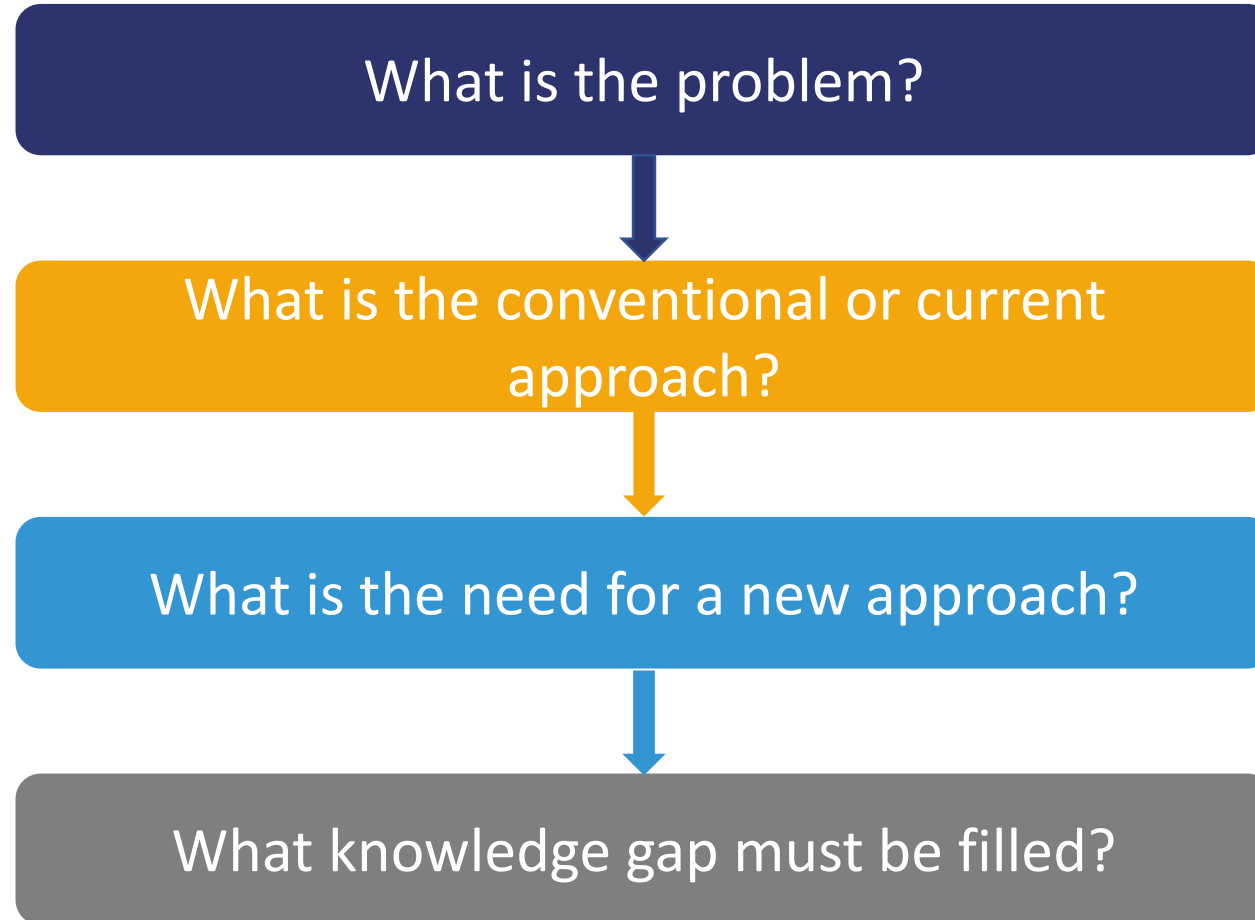 What is the problem?
What is the conventional or current
approach?
What is the need for a new approach?
What knowledge gap must be filled?